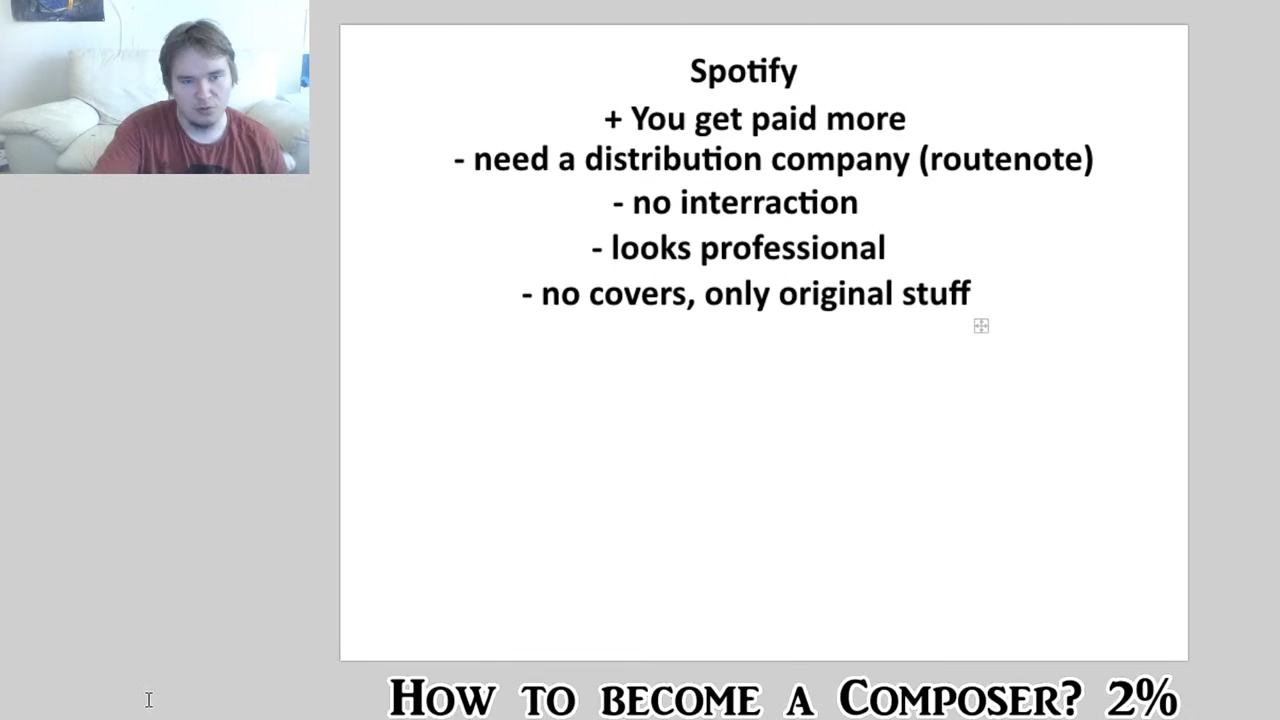 Spotify
+ You get paid more
- need a distribution company (routenote)
- no interraction
- looks professional
- no covers, only original stuff
How to become a Composer? 2%